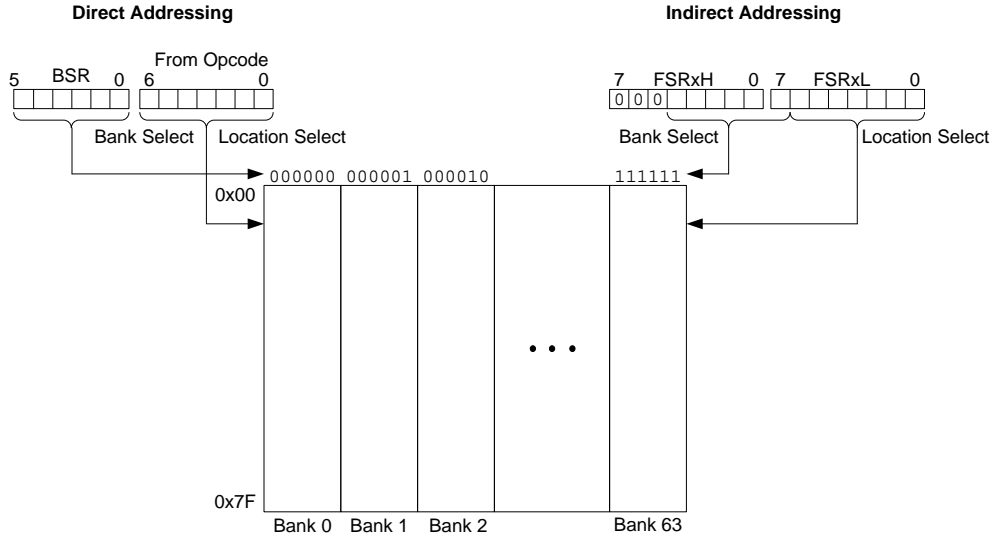 Direct Addressing
Indirect Addressing
From Opcode
5 BSR 0 6 0
7 FSRxH 0 7 FSRxL 0
0 0 0
Bank Select Location Select
Bank Select Location Select
000000 000001 000010 111111
0x00
. . .
0x7F
Bank 0 Bank 1 Bank 2 Bank 63